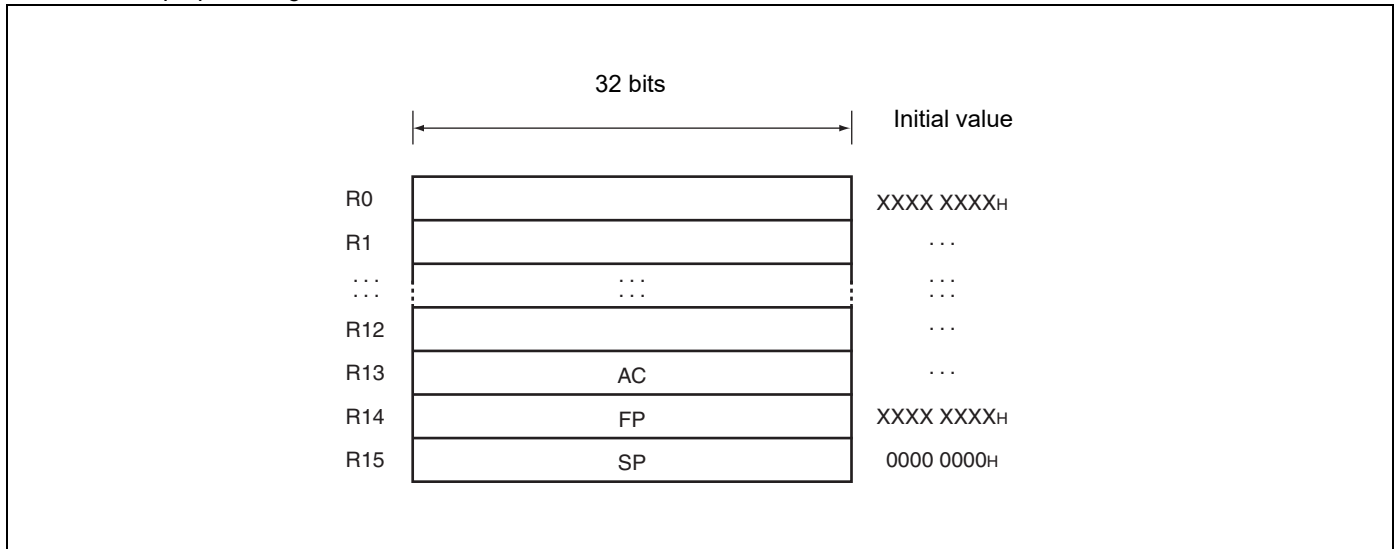 32 bits
Initial value
R0 XXXX XXXXH
R1 ...
... ... ...
... ... ...
R12 ...
R13 AC ...
R14 FP XXXX XXXXH
R15 SP 0000 0000H